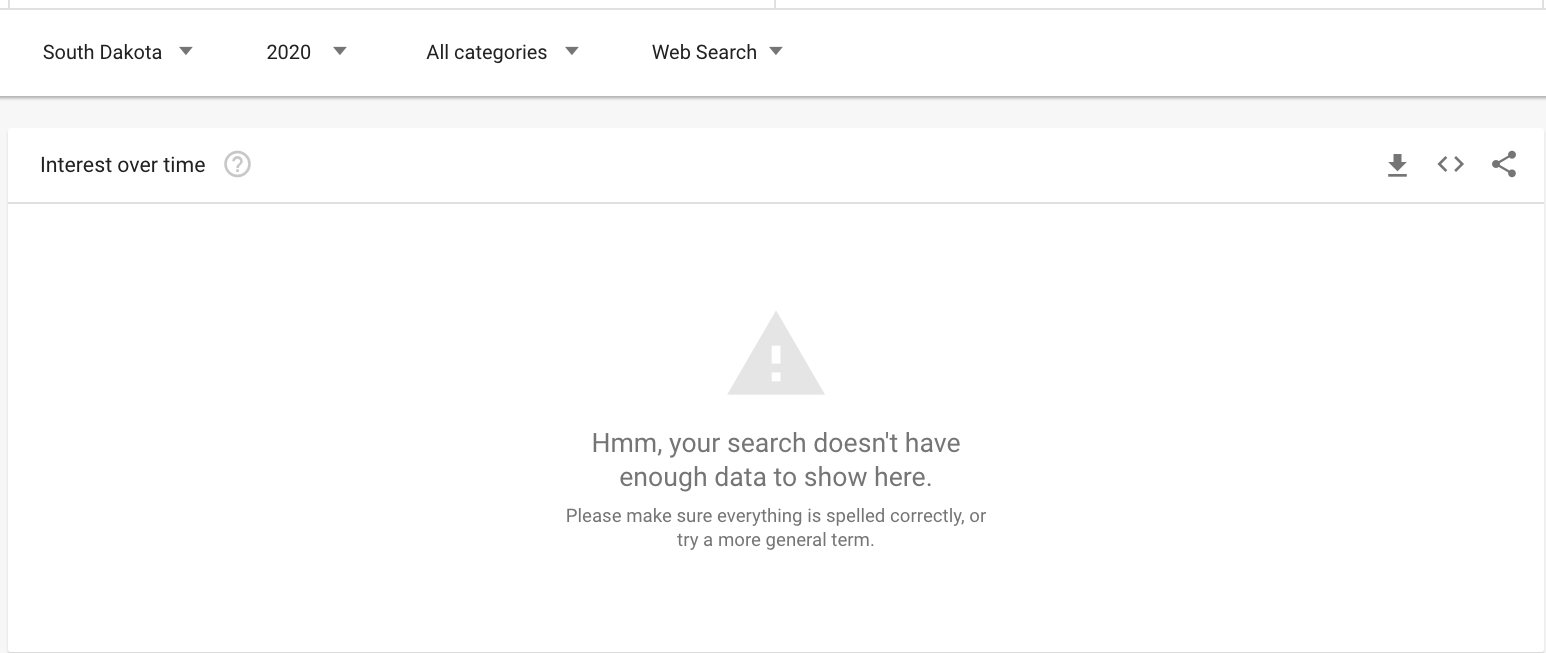 South Dakota 2020 All categories Web Search
Interest over time ?
Hmm, your search doesn't have
enough data to show here.
Please make sure everything is spelled correctly, or
try a more general term.